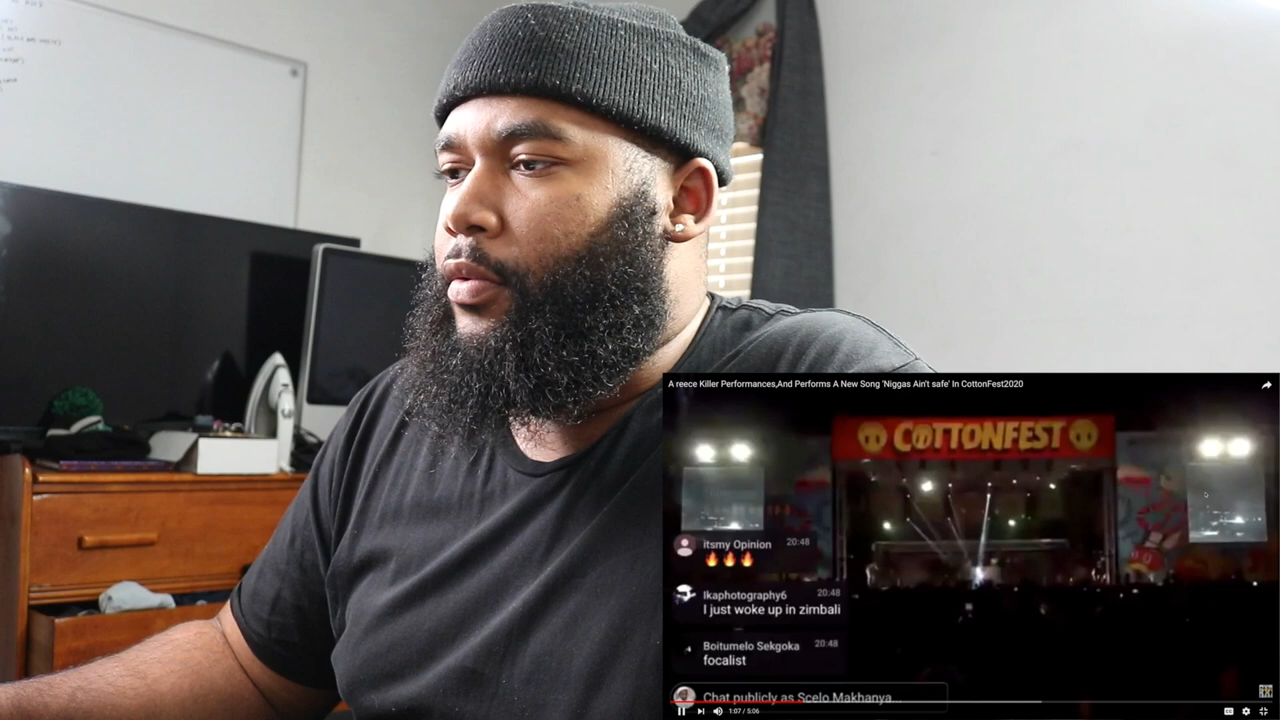 A reece Killer Performances,And Performs A New Song 'Niggas Ain't safe' In CottonFest2020
COTTONFEST
itsmy Opinion 20:48
🔥🔥🔥
Ikaphotography6 20:48
I just woke up in zimbali
Boitumelo Sekgoka 20:48
focalist
Chat publicly as Scelo Makhanya...
1:07 / 5:06
CC